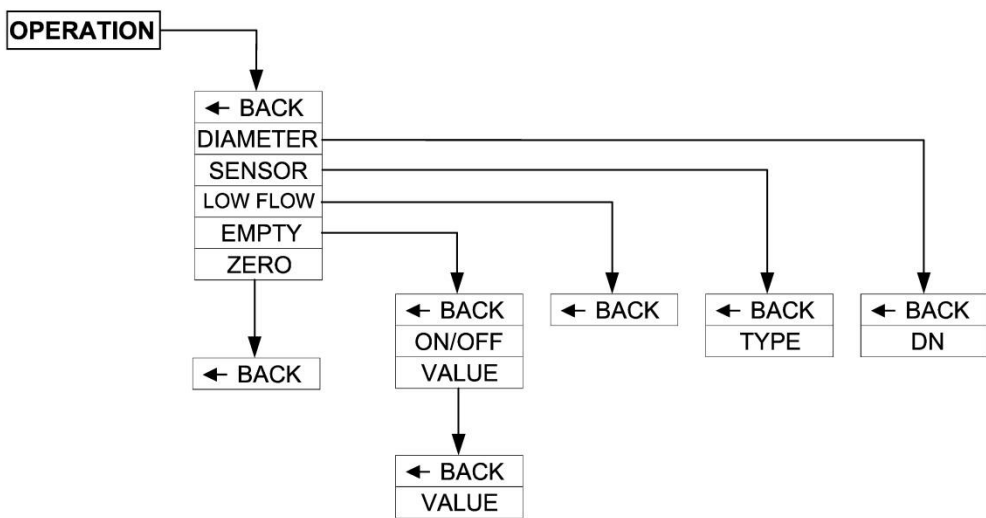 OPERATION
← BACK
DIAMETER
SENSOR
LOW FLOW
EMPTY
ZERO
← BACK
ON/OFF
VALUE
← BACK
← BACK
TYPE
← BACK
DN
← BACK
← BACK
VALUE